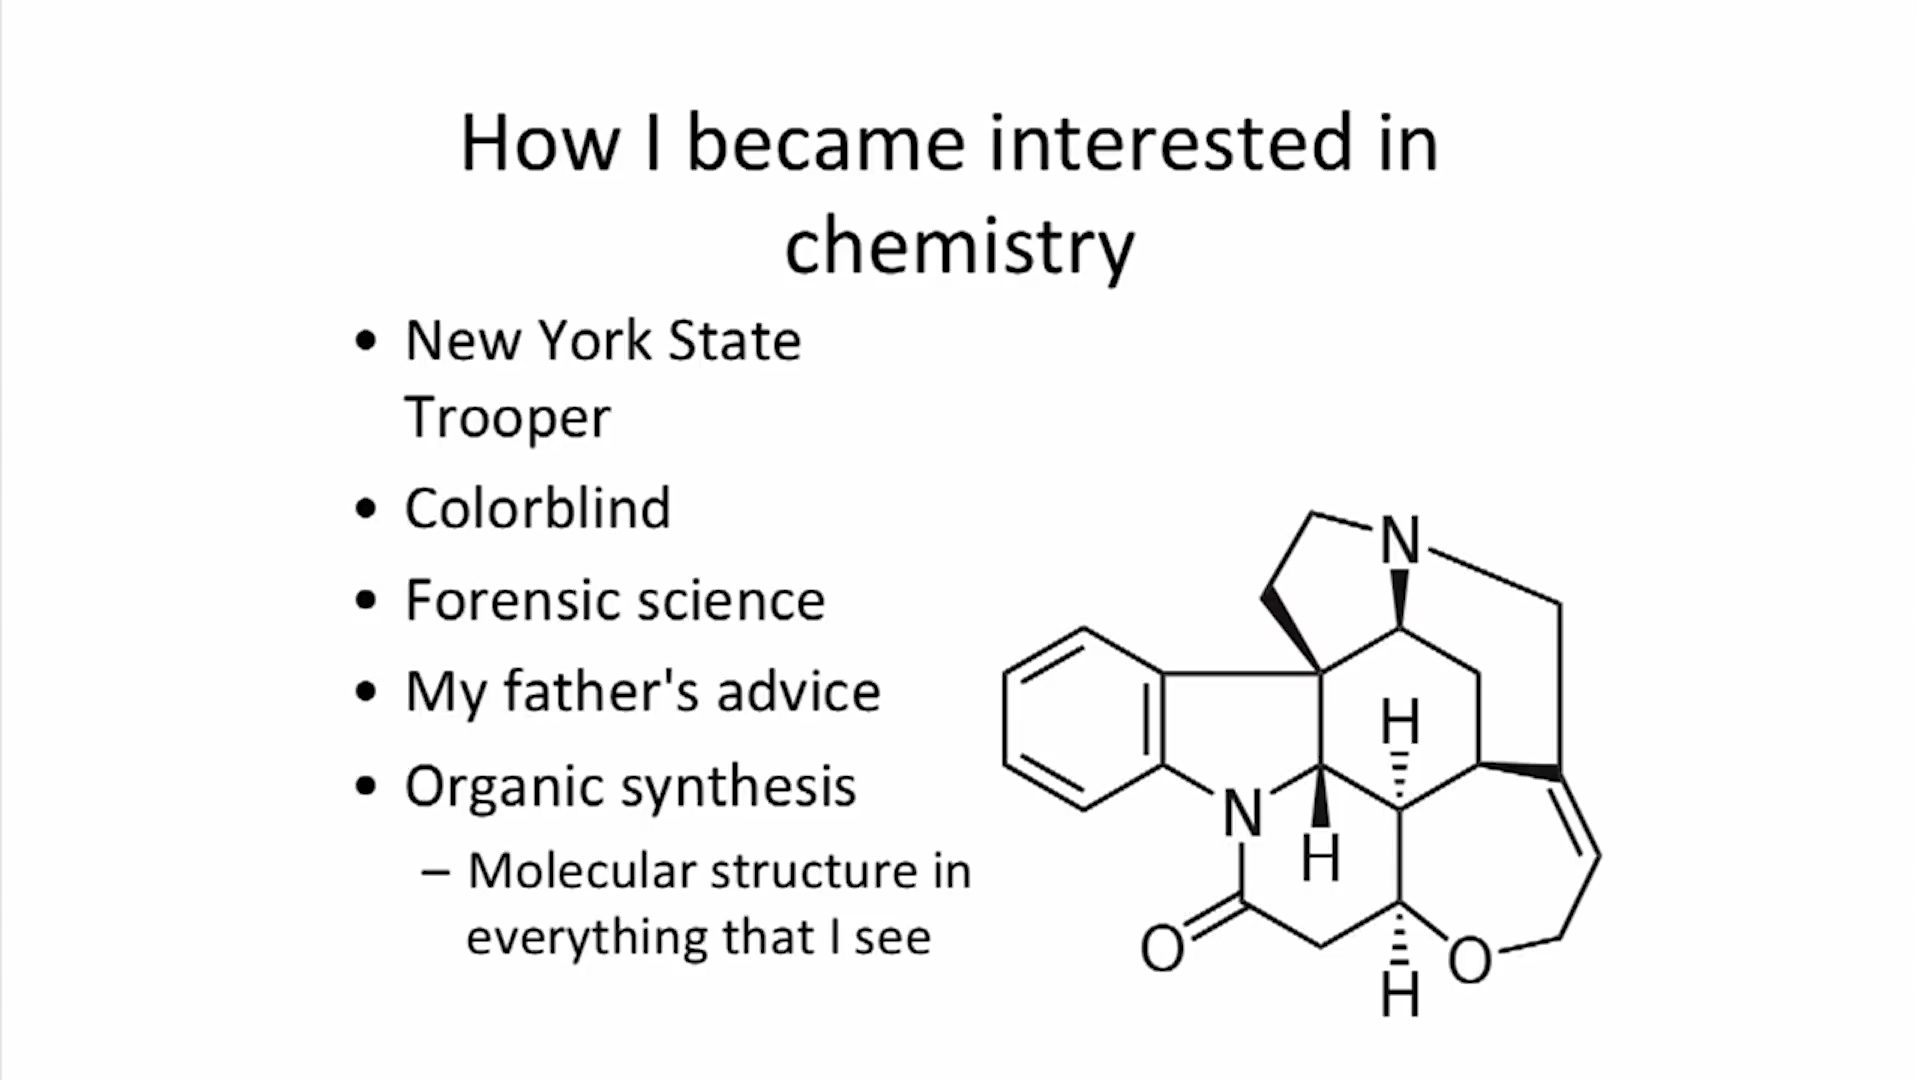 How I became interested in
chemistry
• New York State
Trooper
• Colorblind
• Forensic science
• My father's advice
• Organic synthesis
– Molecular structure in
everything that I see
N
H
N
H
O
O
H